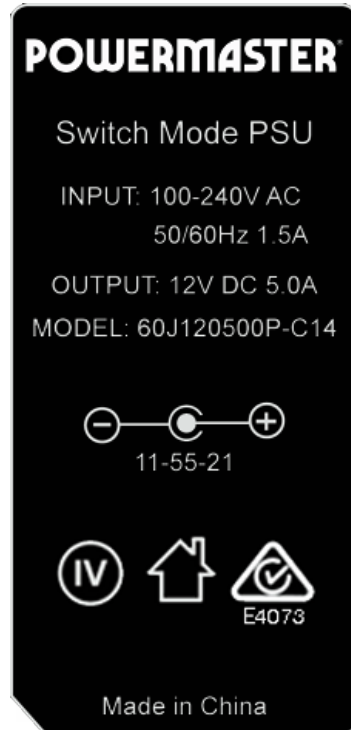 POWERMASTER
Switch Mode PSU
INPUT: 100-240V AC
50/60Hz 1.5A
OUTPUT: 12V DC 5.0A
MODEL: 60J120500P-C14
11-55-21
IV
E4073
Made in China